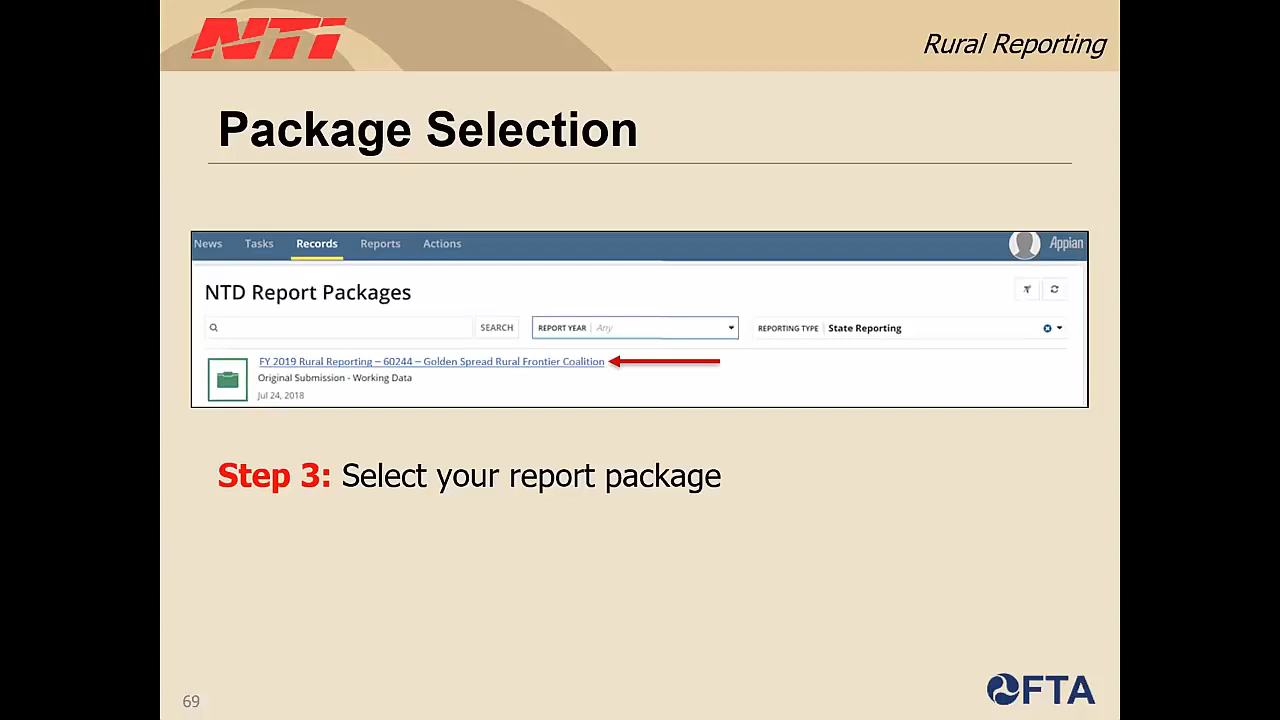 NTI
Rural Reporting
Package Selection
News Tasks Records Reports Actions Appian
NTD Report Packages
SEARCH REPORT YEAR Any REPORTING TYPE State Reporting
FY 2019 Rural Reporting – 60244 – Golden Spread Rural Frontier Coalition
Original Submission - Working Data
Jul 24, 2018
Step 3: Select your report package
69
FTA